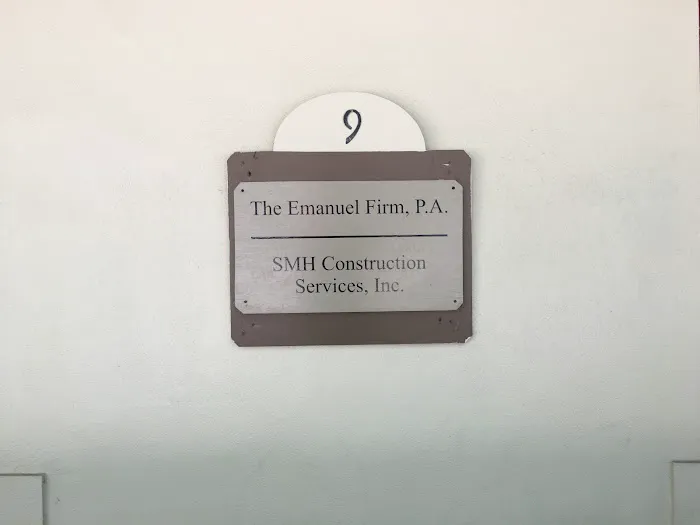 9
The Emanuel Firm, P.A.
SMH Construction
Services, Inc.